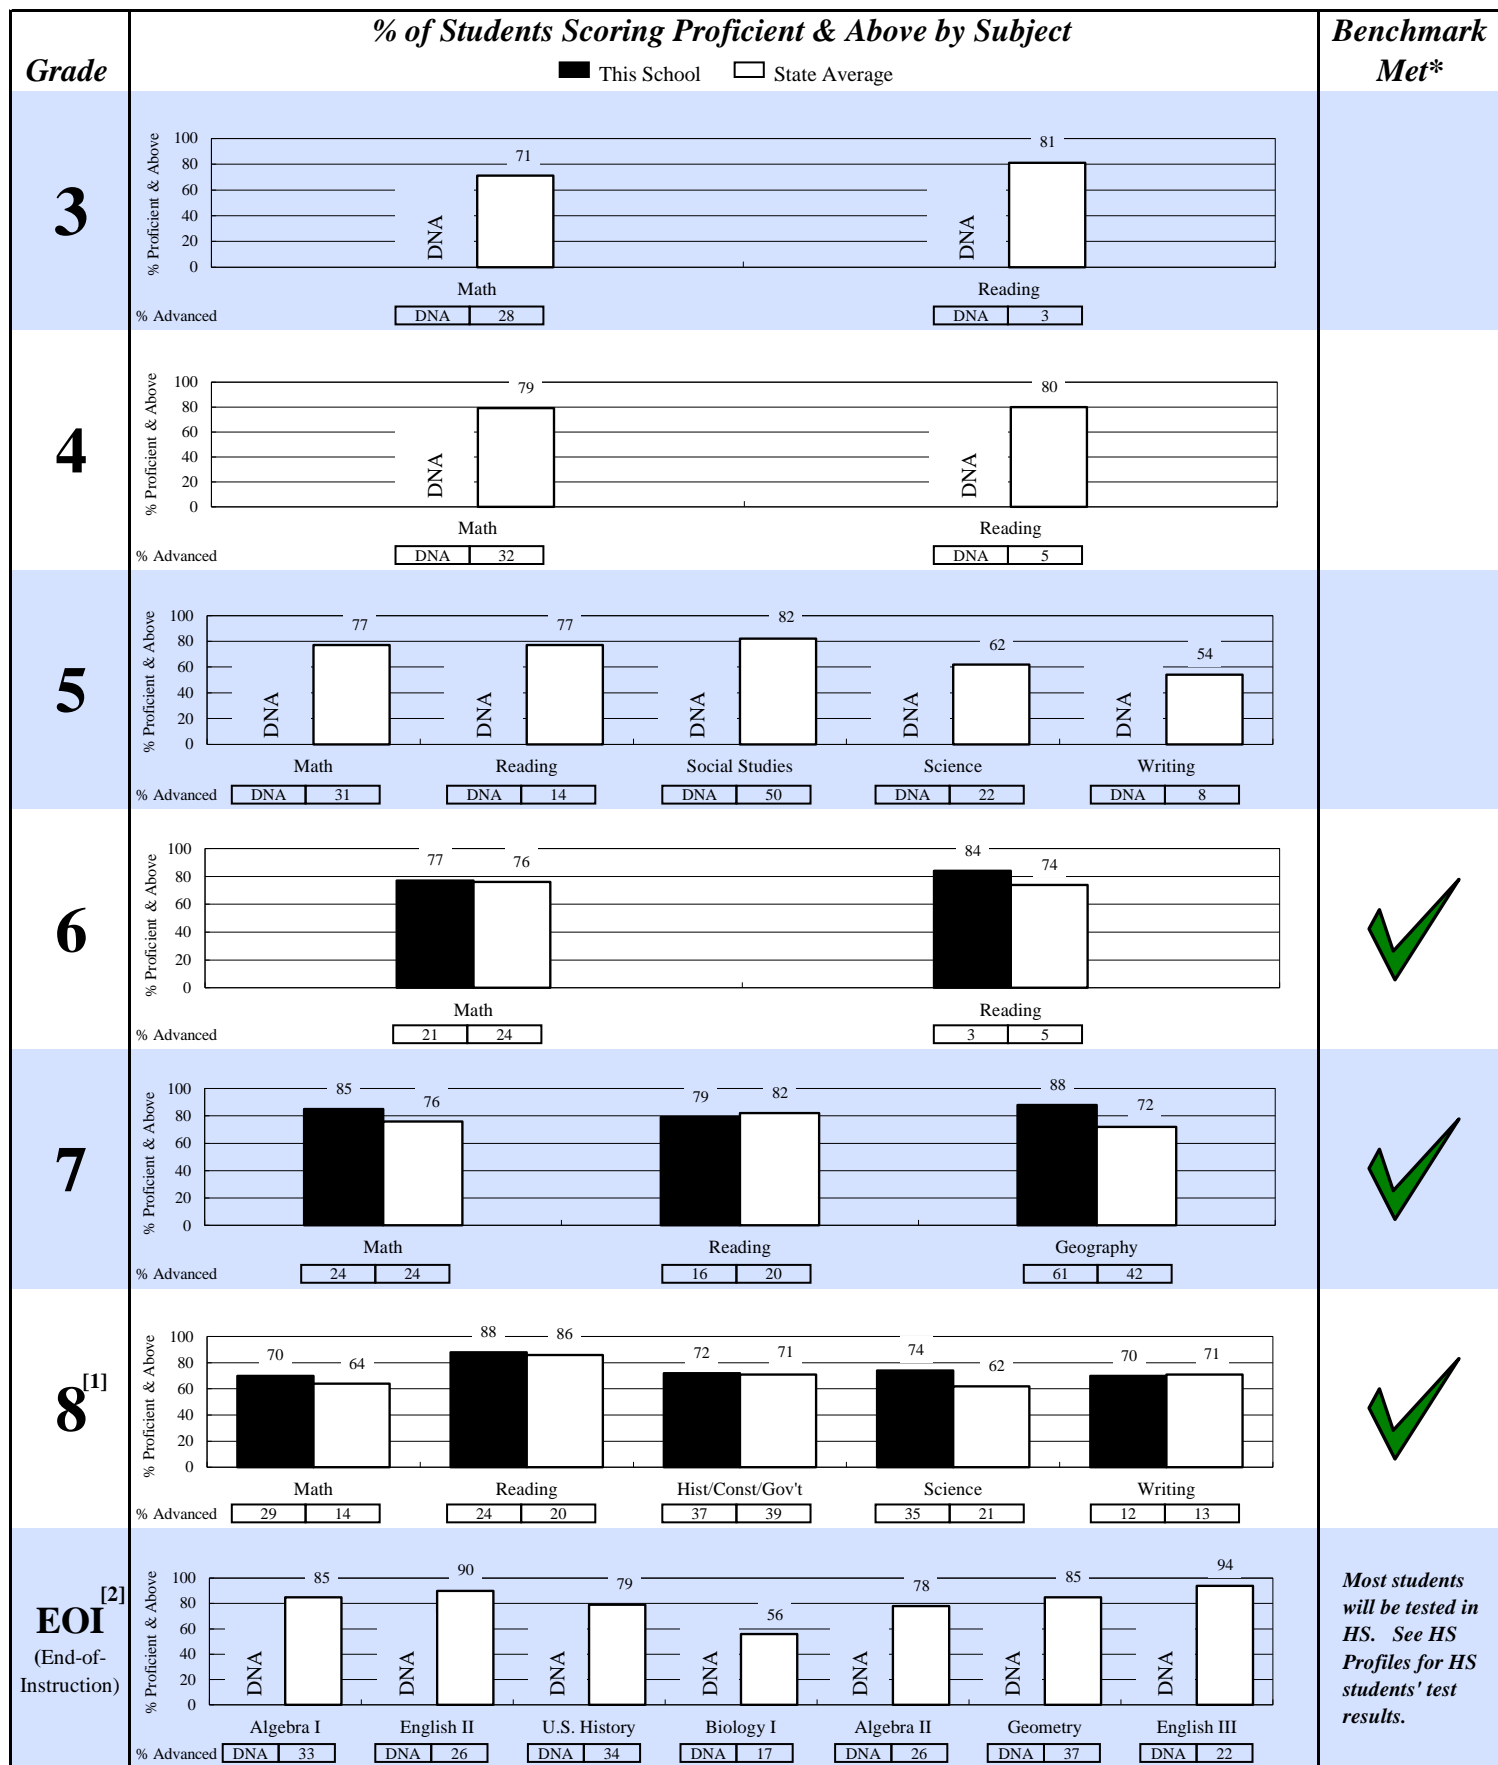 % of Students Scoring Proficient & Above by Subject
Benchmark
Met*
Grade
This School State Average
3
% Proficient & Above
100
80
60
40
20
0
DNA 71
DNA 81
Math Reading
% Advanced DNA 28 DNA 3
4
% Proficient & Above
100
80
60
40
20
0
DNA 79
DNA 80
Math Reading
% Advanced DNA 32 DNA 5
5
% Proficient & Above
100
80
60
40
20
0
DNA 77
DNA 77
DNA 82
DNA 62
DNA 54
Math Reading Social Studies Science Writing
% Advanced DNA 31 DNA 14 DNA 50 DNA 22 DNA 8
6
% Proficient & Above
100
80
60
40
20
0
77 76
84 74
Math Reading
% Advanced 21 24 3 5
7
% Proficient & Above
100
80
60
40
20
0
85 76
79 82
88 72
Math Reading Geography
% Advanced 24 24 16 20 61 42
8[1]
% Proficient & Above
100
80
60
40
20
0
70 64
88 86
72 71
74 62
70 71
Math Reading Hist/Const/Gov't Science Writing
% Advanced 29 14 24 20 37 39 35 21 12 13
EOI[2]
(End-of-
Instruction)
% Proficient & Above
100
80
60
40
20
0
DNA 85
DNA 90
DNA 79
DNA 56
DNA 78
DNA 85
DNA 94
Algebra I English II U.S. History Biology I Algebra II Geometry English III
% Advanced DNA 33 DNA 26 DNA 34 DNA 17 DNA 26 DNA 37 DNA 22
Most students
will be tested in
HS. See HS
Profiles for HS
students' test
results.